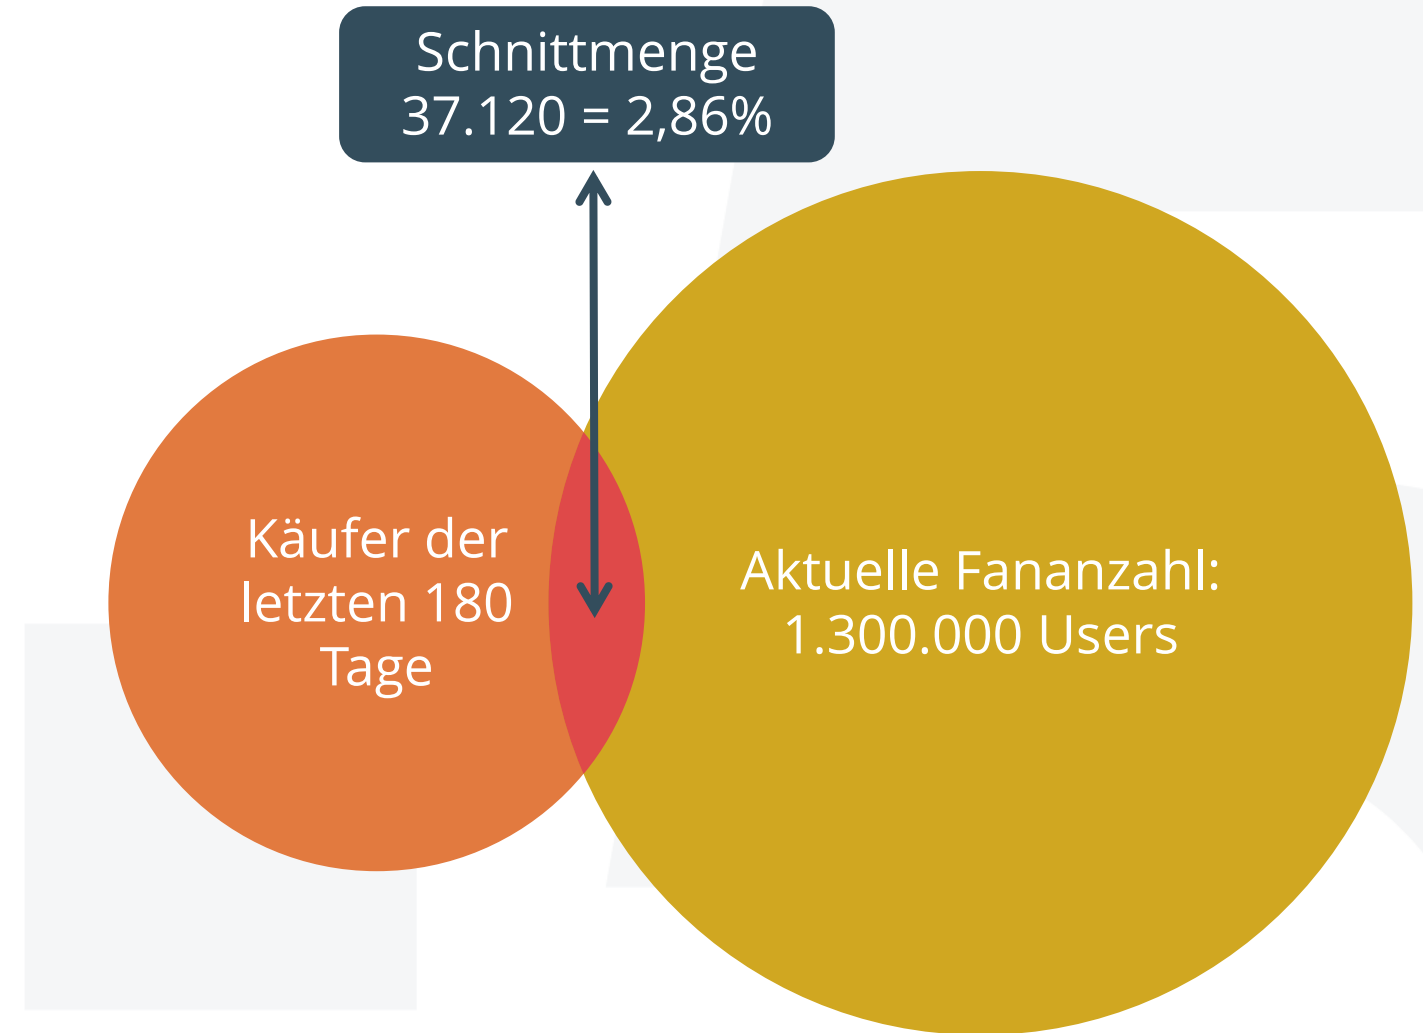 Schnittmenge
37.120 = 2,86%
Käufer der
letzten 180
Tage
Aktuelle Fananzahl:
1.300.000 Users